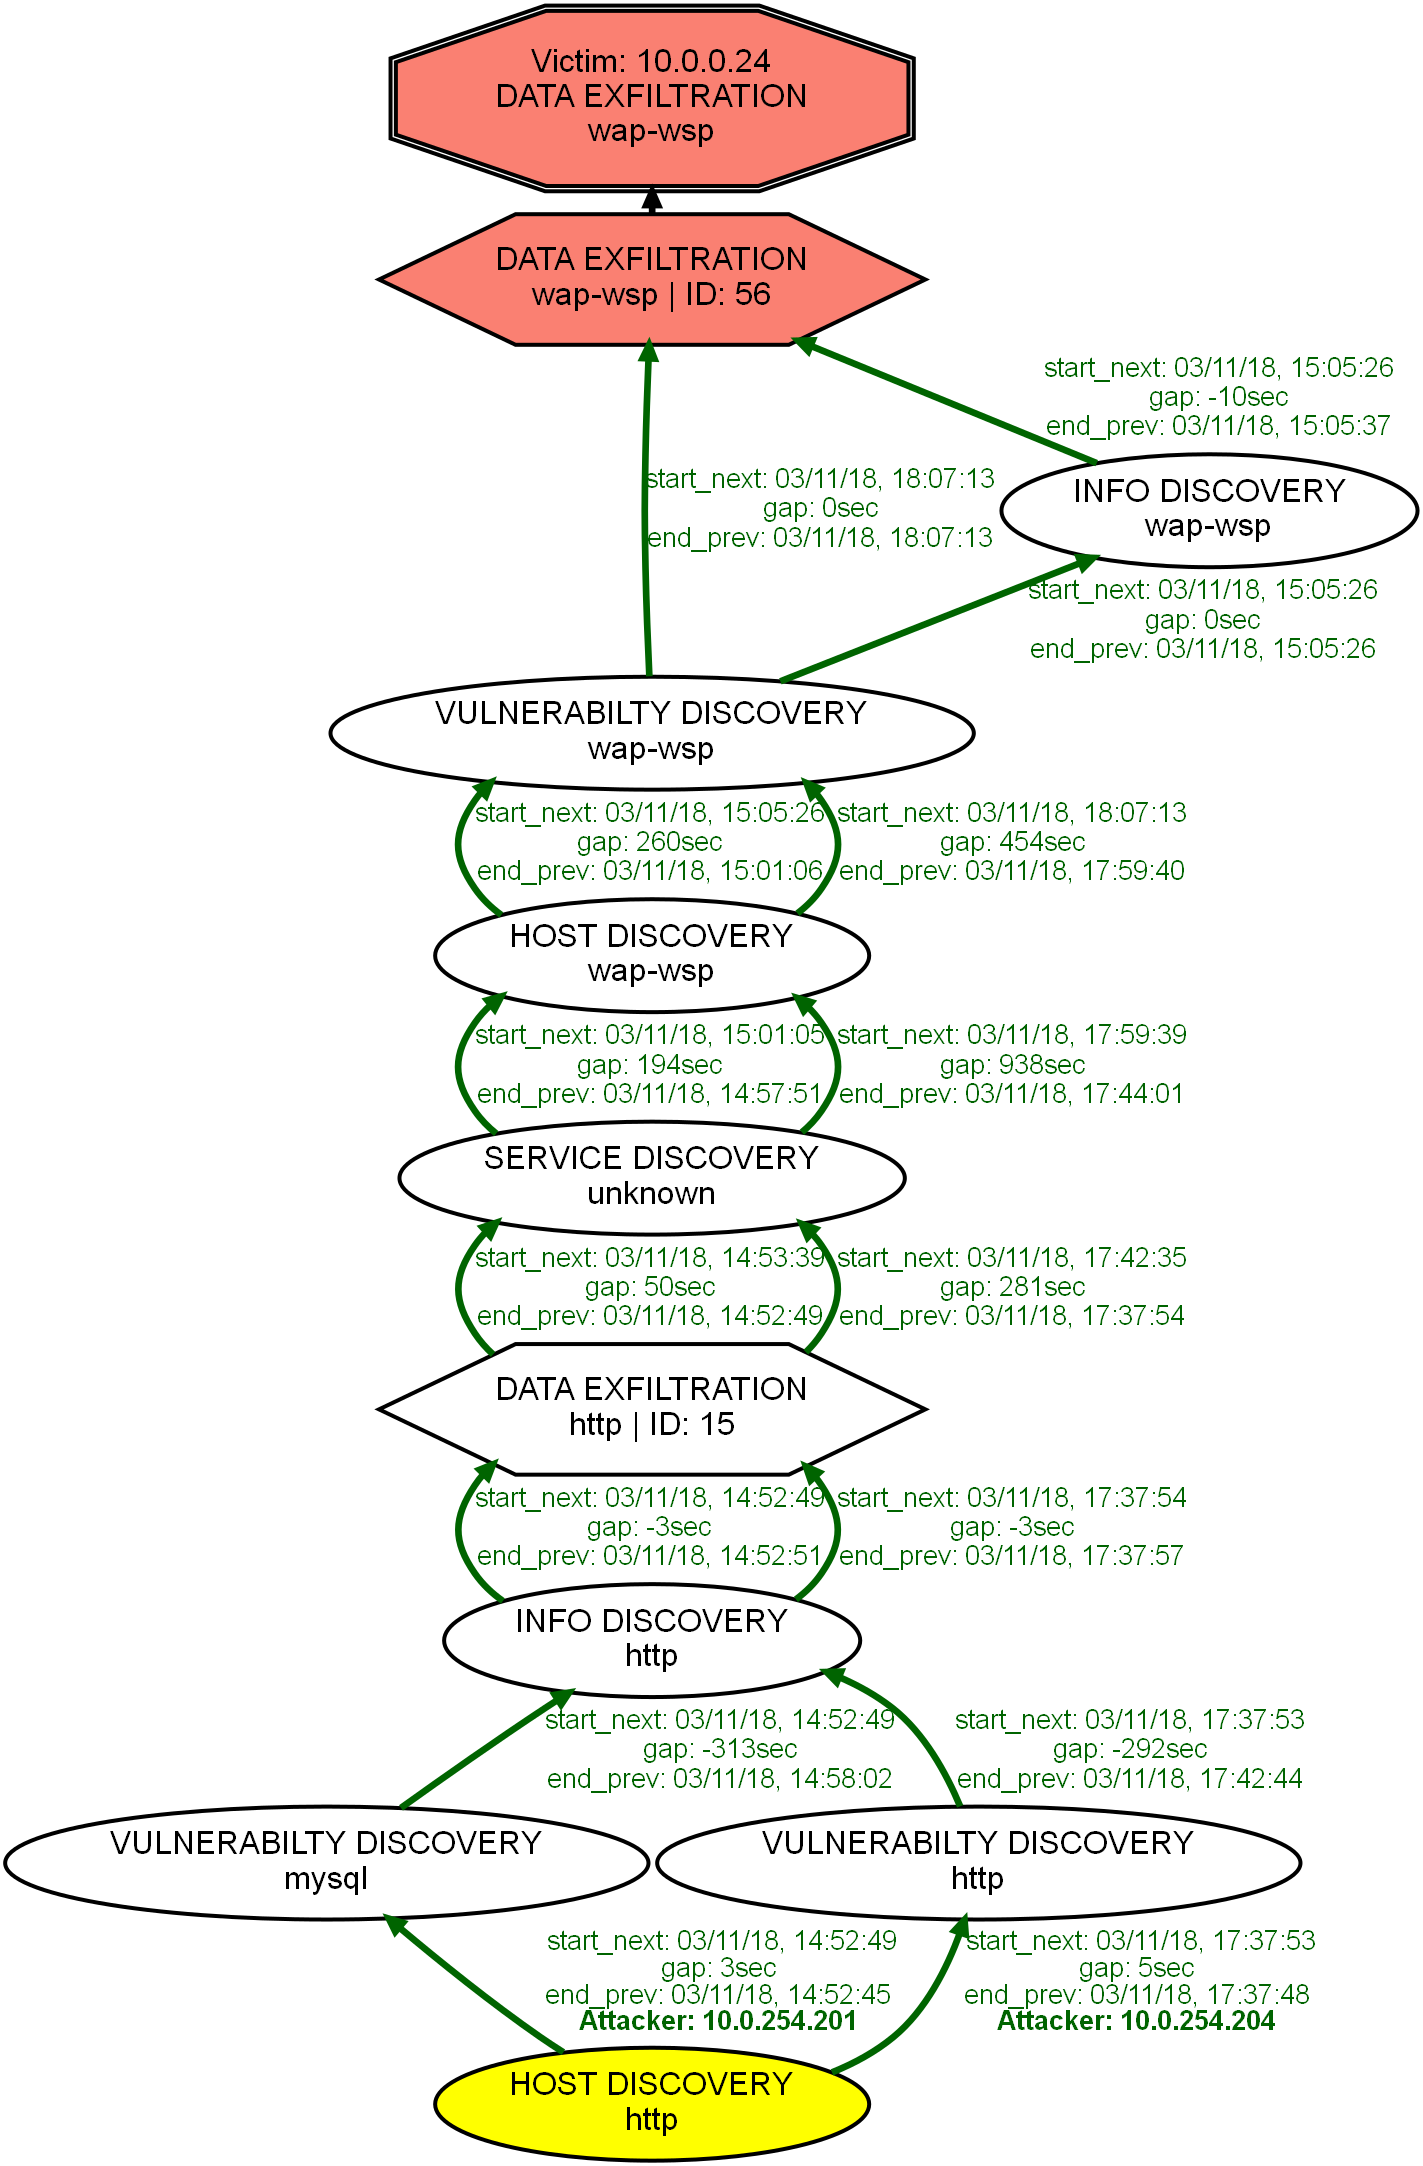 Victim: 10.0.0.24
DATA EXFILTRATION
wap-wsp
DATA EXFILTRATION
wap-wsp | ID: 56
start_next: 03/11/18, 15:05:26
gap: -10sec
end_prev: 03/11/18, 15:05:37
start_next: 03/11/18, 18:07:13
gap: 0sec
end_prev: 03/11/18, 18:07:13
INFO DISCOVERY
wap-wsp
start_next: 03/11/18, 15:05:26
gap: 0sec
end_prev: 03/11/18, 15:05:26
VULNERABILTY DISCOVERY
wap-wsp
start_next: 03/11/18, 15:05:26
gap: 260sec
end_prev: 03/11/18, 15:01:06
start_next: 03/11/18, 18:07:13
gap: 454sec
end_prev: 03/11/18, 17:59:40
HOST DISCOVERY
wap-wsp
start_next: 03/11/18, 15:01:05
gap: 194sec
end_prev: 03/11/18, 14:57:51
start_next: 03/11/18, 17:59:39
gap: 938sec
end_prev: 03/11/18, 17:44:01
SERVICE DISCOVERY
unknown
start_next: 03/11/18, 14:53:39
gap: 50sec
end_prev: 03/11/18, 14:52:49
start_next: 03/11/18, 17:42:35
gap: 281sec
end_prev: 03/11/18, 17:37:54
DATA EXFILTRATION
http | ID: 15
start_next: 03/11/18, 14:52:49
gap: -3sec
end_prev: 03/11/18, 14:52:51
start_next: 03/11/18, 17:37:54
gap: -3sec
end_prev: 03/11/18, 17:37:57
INFO DISCOVERY
http
start_next: 03/11/18, 14:52:49
gap: -313sec
end_prev: 03/11/18, 14:58:02
start_next: 03/11/18, 17:37:53
gap: -292sec
end_prev: 03/11/18, 17:42:44
VULNERABILTY DISCOVERY
mysql
VULNERABILTY DISCOVERY
http
start_next: 03/11/18, 14:52:49
gap: 3sec
end_prev: 03/11/18, 14:52:45
Attacker: 10.0.254.201
start_next: 03/11/18, 17:37:53
gap: 5sec
end_prev: 03/11/18, 17:37:48
Attacker: 10.0.254.204
HOST DISCOVERY
http